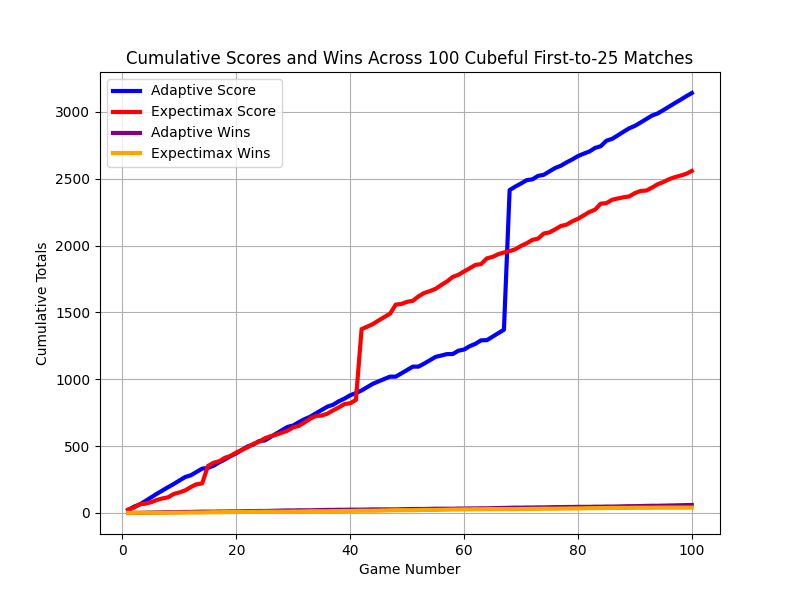 Cumulative Scores and Wins Across 100 Cubeful First-to-25 Matches
Adaptive Score
Expectimax Score
Adaptive Wins
Expectimax Wins
Cumulative Totals
3000
2500
2000
1500
1000
500
0
0 20 40 60 80 100
Game Number